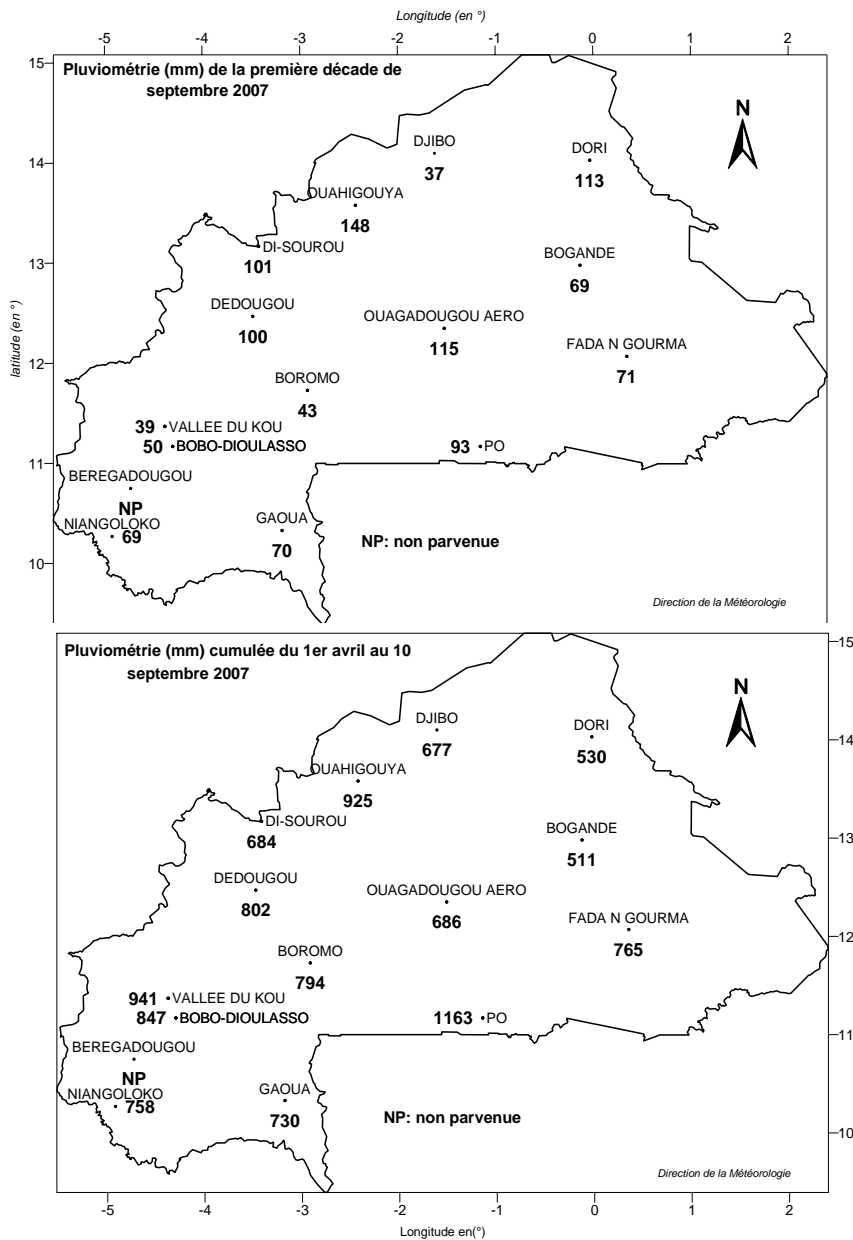 Longitude (en °)
-5 -4 -3 -2 -1 0 1 2
Pluviométrie (mm) de la première décade de
septembre 2007
latitude (en °)
15
14
13
12
11
10
N
DJIBO
37
DORI
113
OUAHIGOUYA
148
DI-SOUROU
101
BOGANDE
69
DEDOUGOU
100
OUAGADOUGOU AERO
115
FADA N GOURMA
71
BOROMO
43
39 VALLEE DU KOU
50 BOBO-DIOULASSO
93 PO
BEREGADOUGOU
NP
NIANGOLOKO
69
GAOUA
70
NP: non parvenue
Direction de la Météorologie
Pluviométrie (mm) cumulée du 1er avril au 10
septembre 2007
N
DJIBO
677
DORI
530
OUAHIGOUYA
925
DI-SOUROU
684
BOGANDE
511
DEDOUGOU
802
OUAGADOUGOU AERO
686
FADA N GOURMA
765
BOROMO
794
941 VALLEE DU KOU
847 BOBO-DIOULASSO
1163 PO
BEREGADOUGOU
NP
NIANGOLOKO
758
GAOUA
730
NP: non parvenue
Direction de la Météorologie
15
14
13
12
11
10
-5 -4 -3 -2 -1 0 1 2
Longitude en(°)